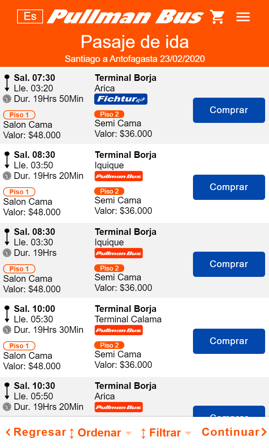 Es Pullman Bus
Pasaje de ida
Santiago a Antofagasta 23/02/2020
Sal. 07:30 Terminal Borja
Lle. 03:20 Arica
Dur. 19Hrs 50Min Fichtur
Comprar
Piso 1 Piso 2
Salon Cama Semi Cama
Valor: $48.000 Valor: $36.000
Sal. 08:30 Terminal Borja
Lle. 03:50 Iquique
Dur. 19Hrs 20Min Pullman Bus
Comprar
Piso 1 Piso 2
Salon Cama Semi Cama
Valor: $48.000 Valor: $36.000
Sal. 08:30 Terminal Borja
Lle. 03:30 Iquique
Dur. 19Hrs Pullman Bus
Comprar
Piso 1 Piso 2
Salon Cama Semi Cama
Valor: $48.000 Valor: $36.000
Sal. 10:00 Terminal Borja
Lle. 05:30 Terminal Calama
Dur. 19Hrs 30Min Pullman Bus
Comprar
Piso 1 Piso 2
Salon Cama Semi Cama
Valor: $48.000 Valor: $36.000
Sal. 10:30 Terminal Borja
Lle. 05:50 Arica
Dur. 19Hrs 20Min Pullman Bus
Comprar
Regresar Ordenar Filtrar Continuar